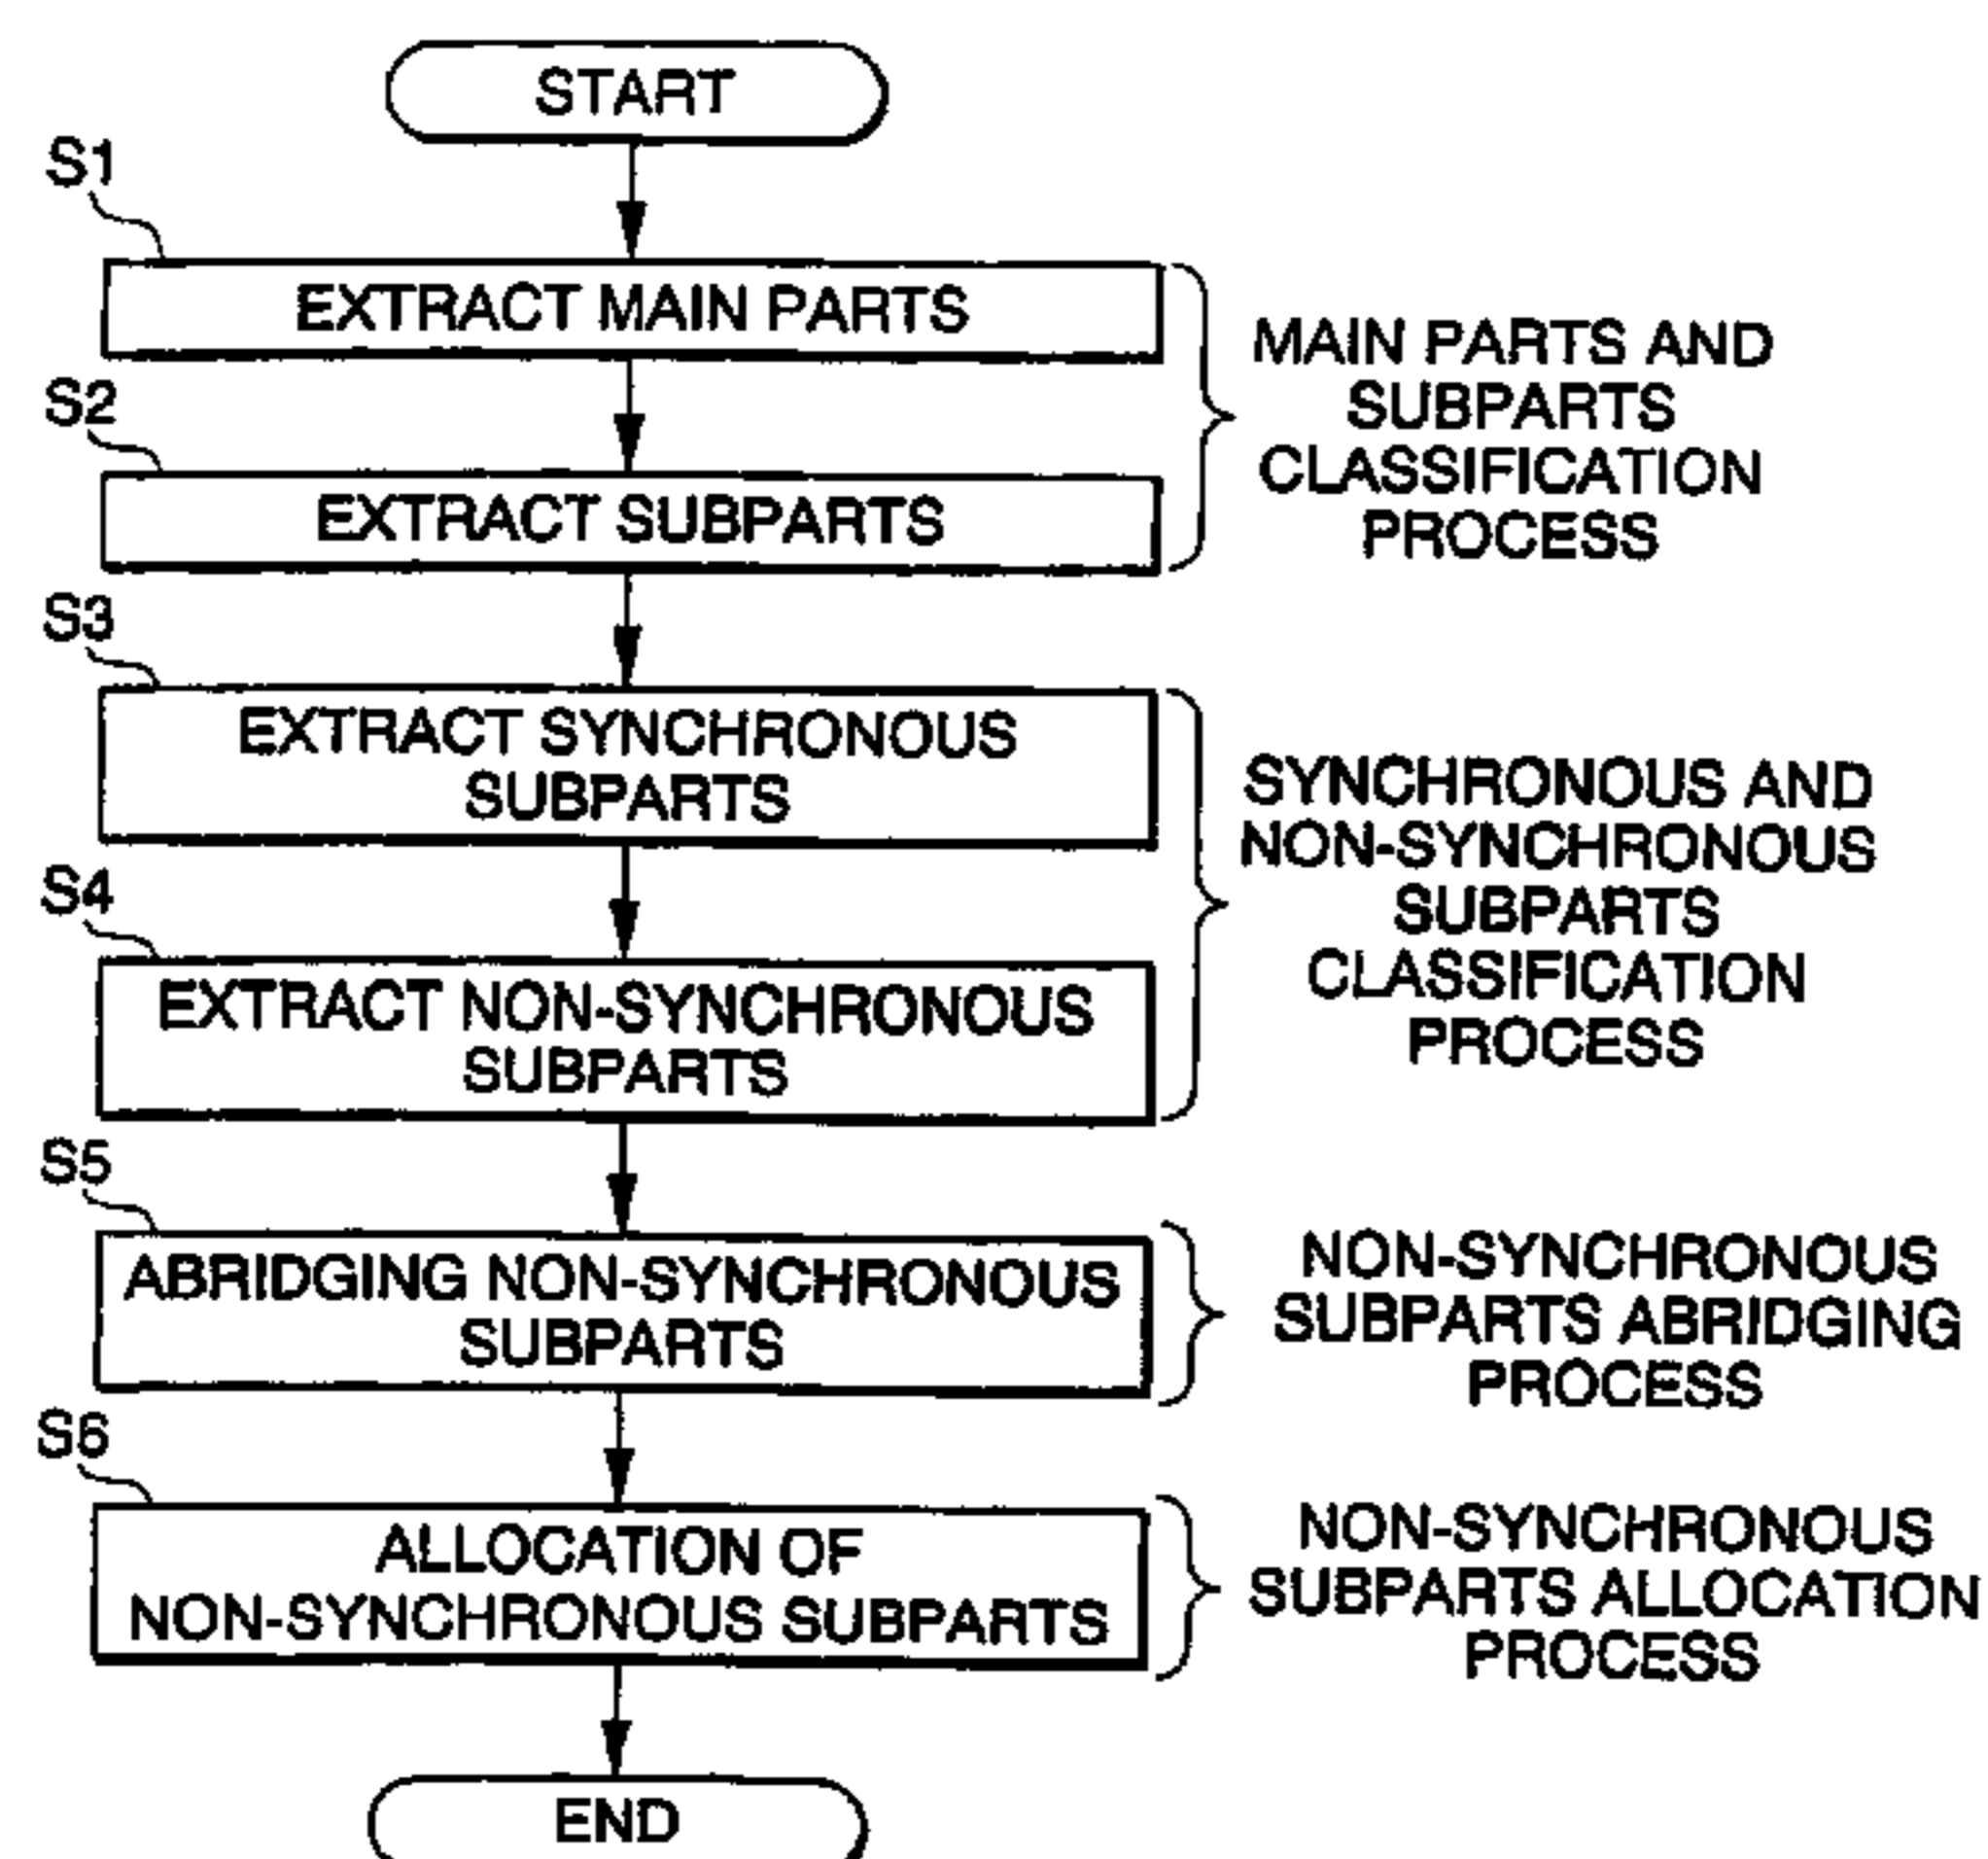 START
S1
EXTRACT MAIN PARTS
MAIN PARTS AND
SUBPARTS
CLASSIFICATION
PROCESS
S2
EXTRACT SUBPARTS
S3
EXTRACT SYNCHRONOUS
SUBPARTS
SYNCHRONOUS AND
NON-SYNCHRONOUS
SUBPARTS
CLASSIFICATION
PROCESS
S4
EXTRACT NON-SYNCHRONOUS
SUBPARTS
S5
ABRIDGING NON-SYNCHRONOUS
SUBPARTS
NON-SYNCHRONOUS
SUBPARTS ABRIDGING
PROCESS
S6
ALLOCATION OF
NON-SYNCHRONOUS SUBPARTS
NON-SYNCHRONOUS
SUBPARTS ALLOCATION
PROCESS
END